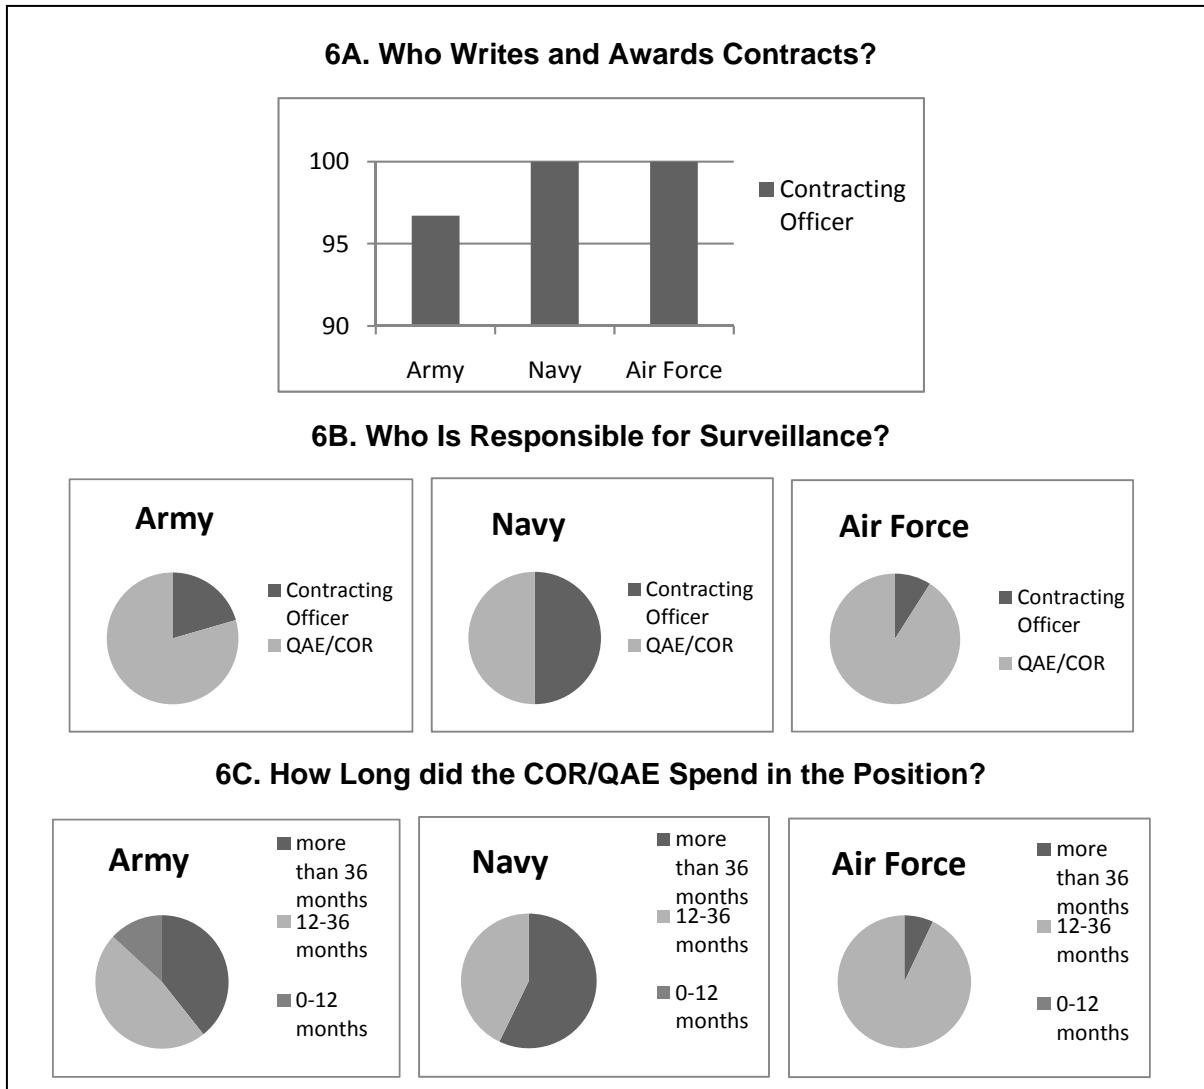 6A. Who Writes and Awards Contracts?
100
95
90
Army
Navy
Air Force
Contracting
Officer
6B. Who Is Responsible for Surveillance?
Army
Contracting
Officer
QAE/COR
Navy
Contracting
Officer
QAE/COR
Air Force
Contracting
Officer
QAE/COR
6C. How Long did the COR/QAE Spend in the Position?
Army
more
than 36
months
12-36
months
0-12
months
Navy
more
than 36
months
12-36
months
0-12
months
Air Force
more
than 36
months
12-36
months
0-12
months